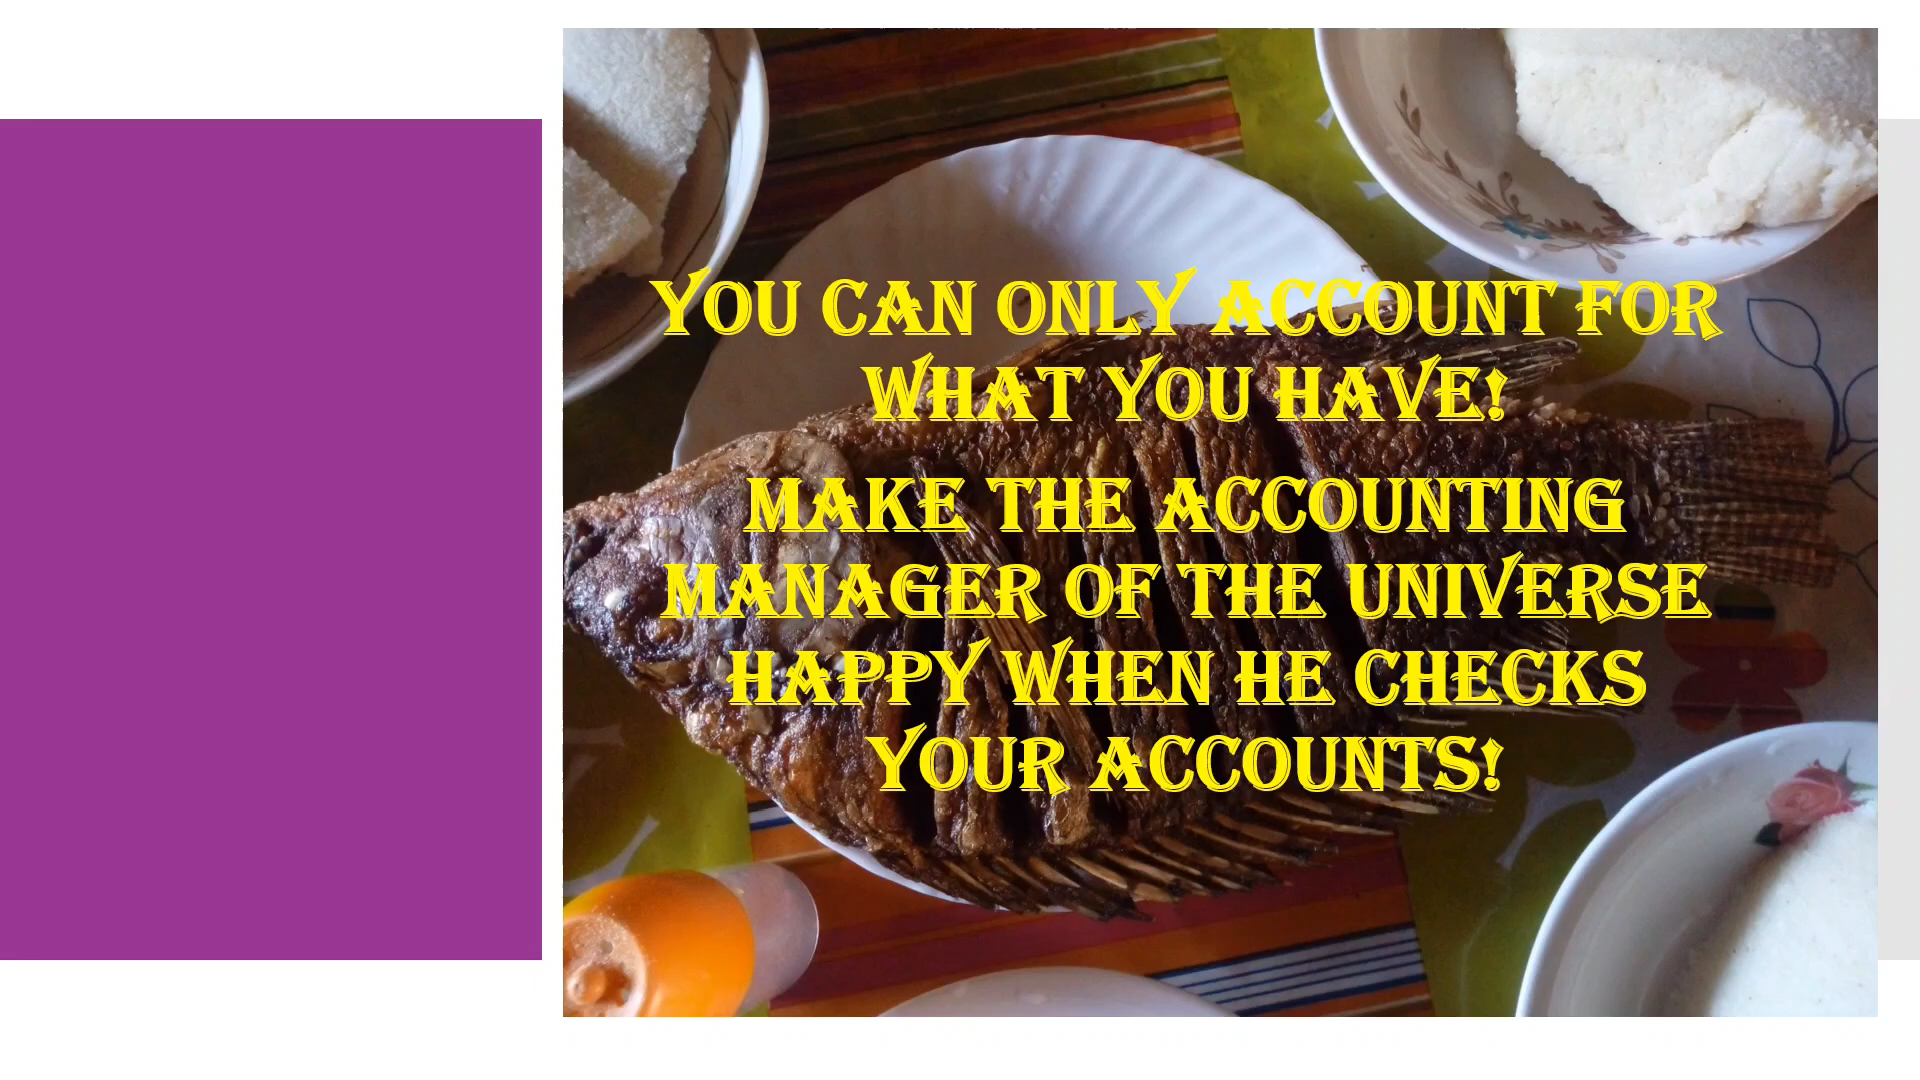 YOU CAN ONLY ACCOUNT FOR
WHAT YOU HAVE!
MAKE THE ACCOUNTING
MANAGER OF THE UNIVERSE
HAPPY WHEN HE CHECKS
YOUR ACCOUNTS!